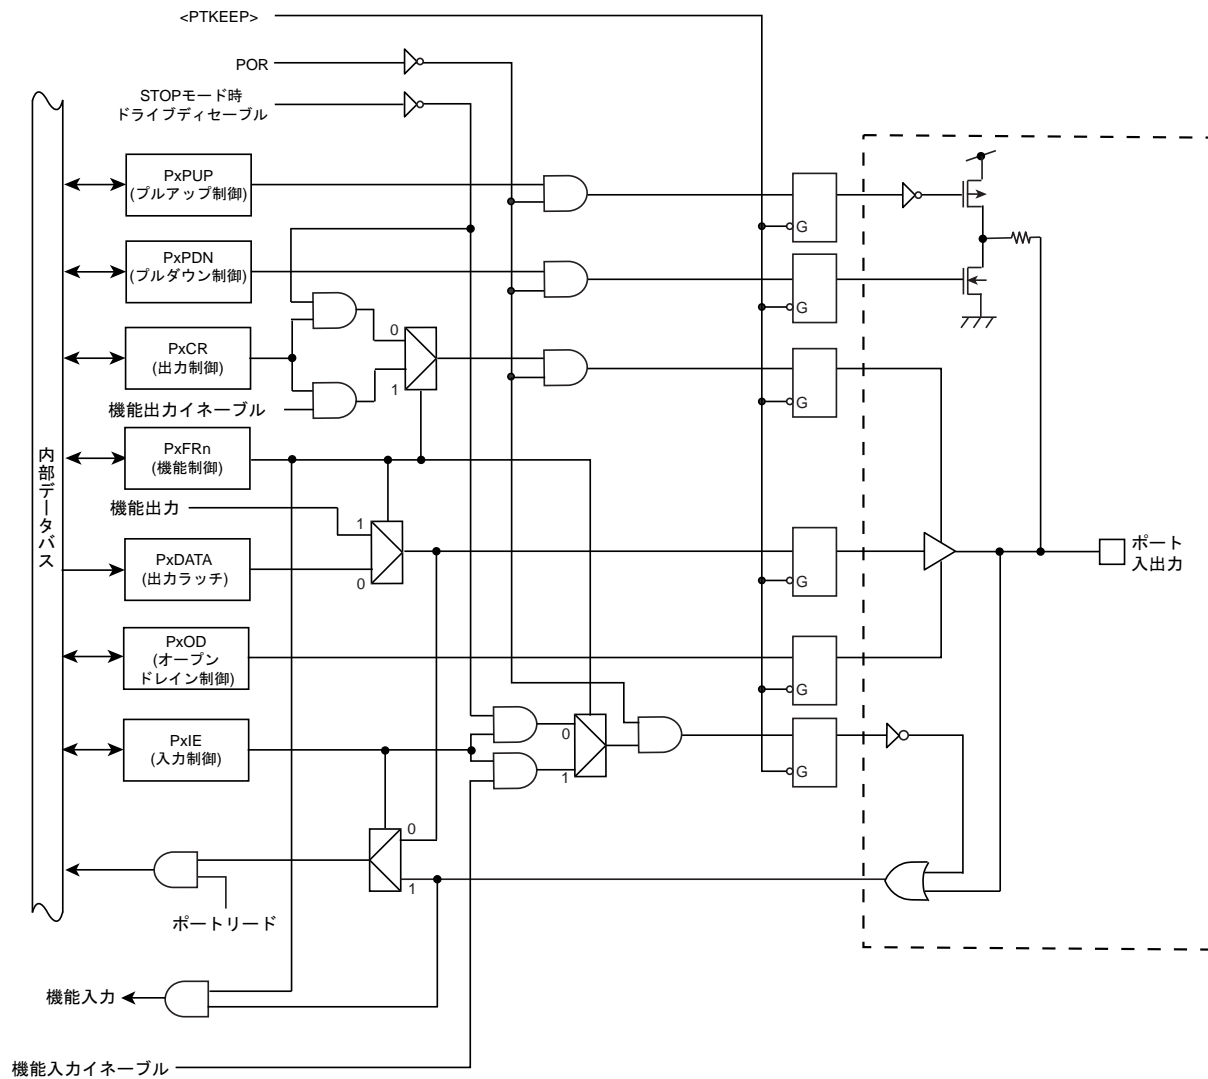 <PTKEEP>
POR
STOPモード時
ドライブディセーブル
PxPUP
(プルアップ制御)
G
PxPDN
(プルダウン制御)
G
PxCR
(出力制御)
0
1
G
機能出力イネーブル
内部データバス
PxFRn
(機能制御)
機能出力
1
0
PxDATA
(出力ラッチ)
G
ポート
入出力
PxOD
(オープン
ドレイン制御)
G
PxIE
(入力制御)
0
1
G
0
1
ポートリード
機能入力
機能入力イネーブル